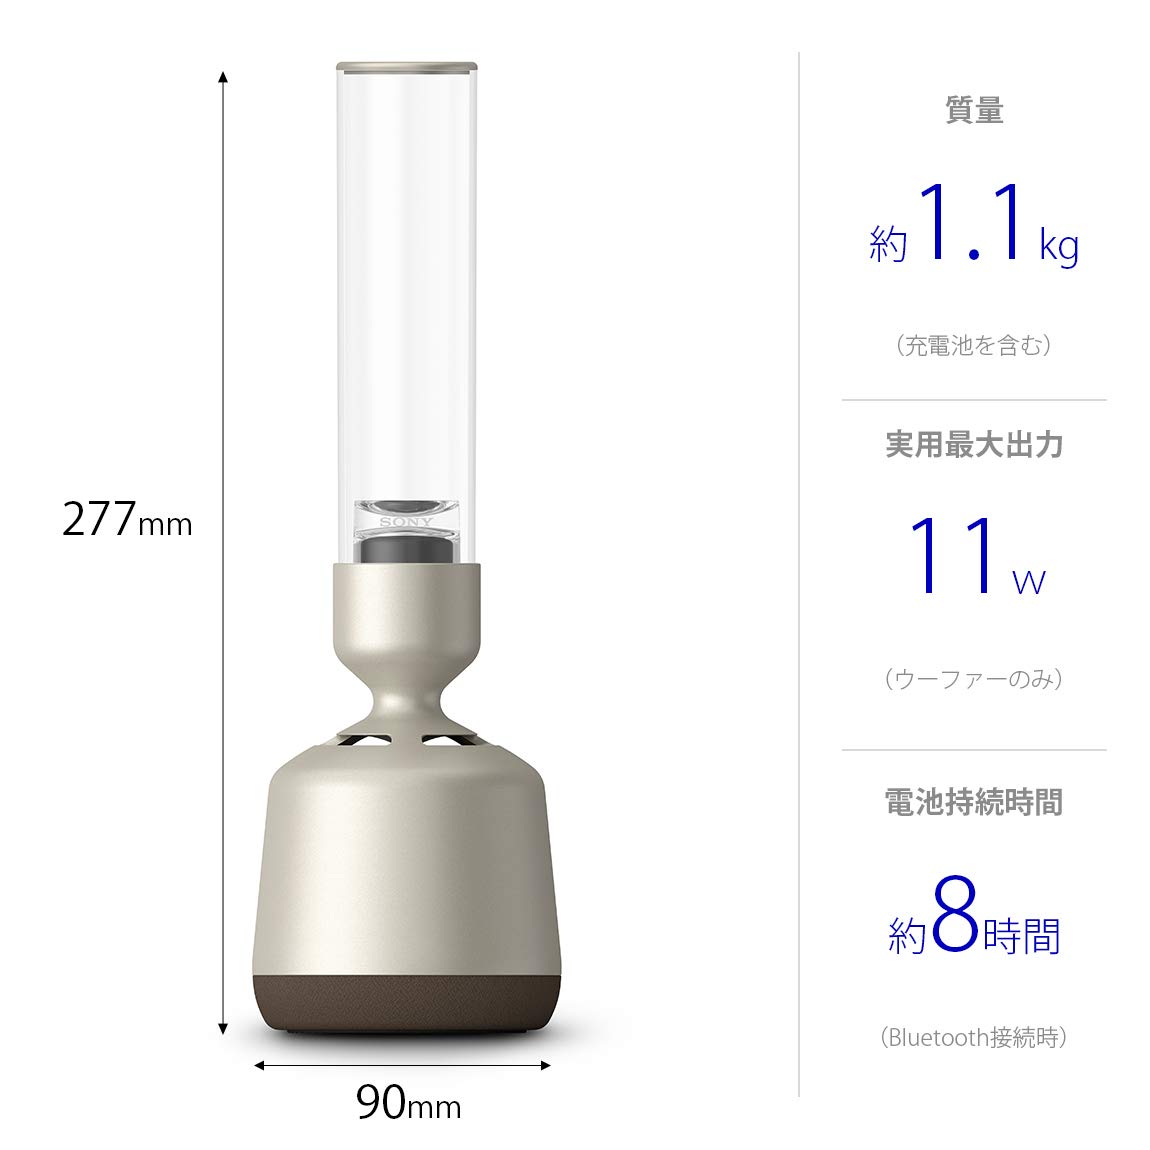 277mm
SONY
90mm
質量
約1.1kg
（充電池を含む）
実用最大出力
11W
（ウーファーのみ）
電池持続時間
約8時間
（Bluetooth接続時）